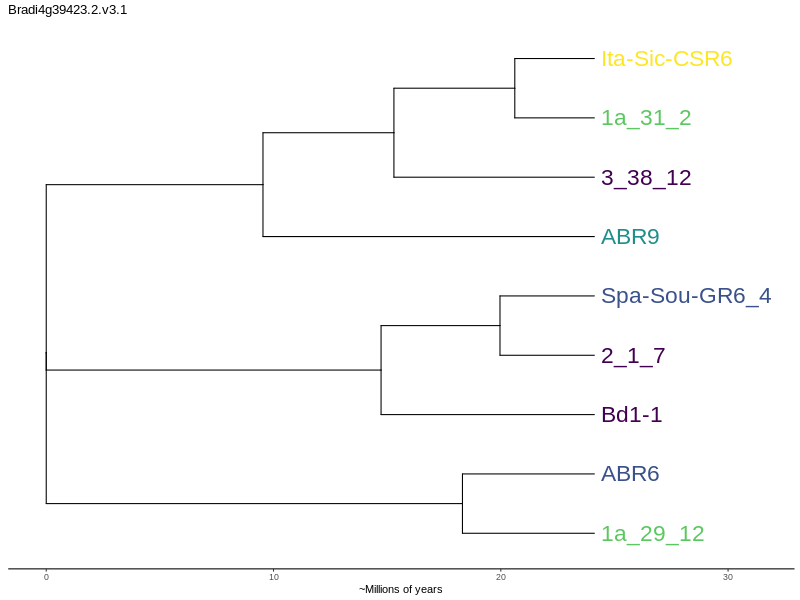 Bradi4g39423.2.v3.1
Ita-Sic-CSR6
1a_31_2
3_38_12
ABR9
Spa-Sou-GR6_4
2_1_7
Bd1-1
ABR6
1a_29_12
0 10 20 30
~Millions of years